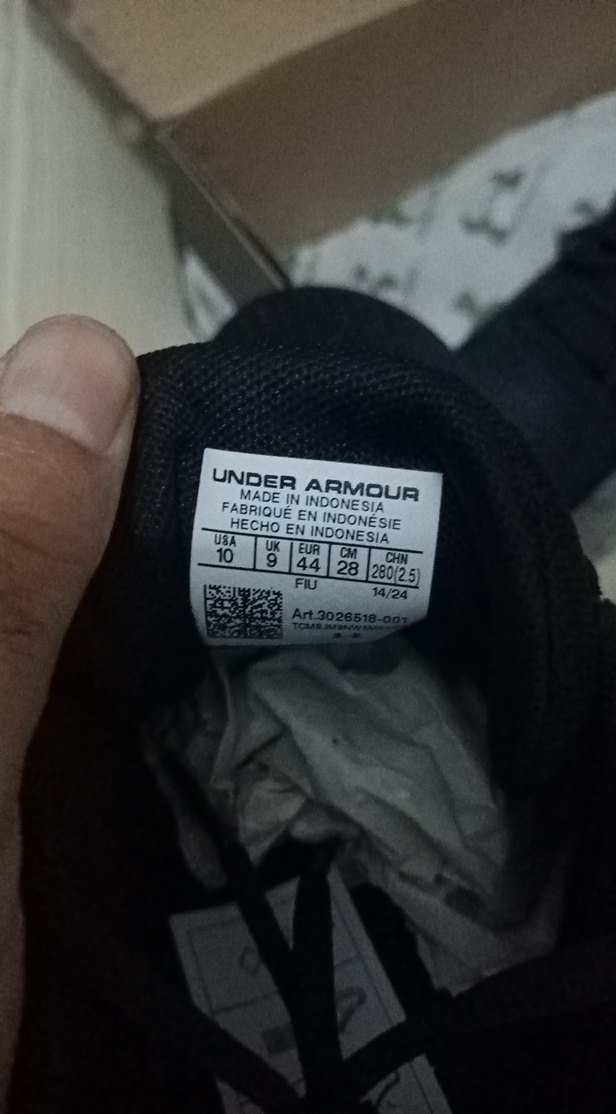 UNDER ARMOUR
MADE IN INDONESIA
FABRIQUÉ EN INDONÉSIE
HECHO EN INDONESIA
USA UK EUR CM CHN
10 9 44 28 280(2.5)
FIU 14/24
Art.3026518-001